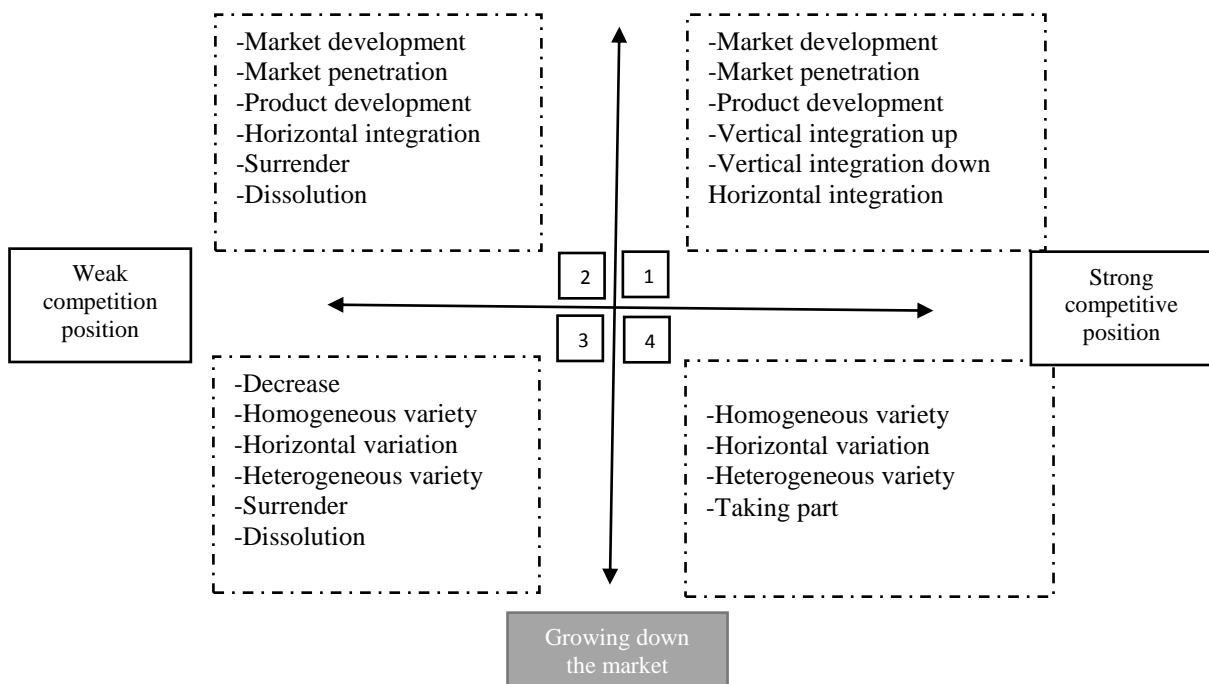 -Market development
-Market penetration
-Product development
-Horizontal integration
-Surrender
-Dissolution
-Market development
-Market penetration
-Product development
-Vertical integration up
-Vertical integration down
Horizontal integration
Weak
competition
position
2
1
3
4
Strong
competitive
position
-Decrease
-Homogeneous variety
-Horizontal variation
-Heterogeneous variety
-Surrender
-Dissolution
-Homogeneous variety
-Horizontal variation
-Heterogeneous variety
-Taking part
Growing down
the market